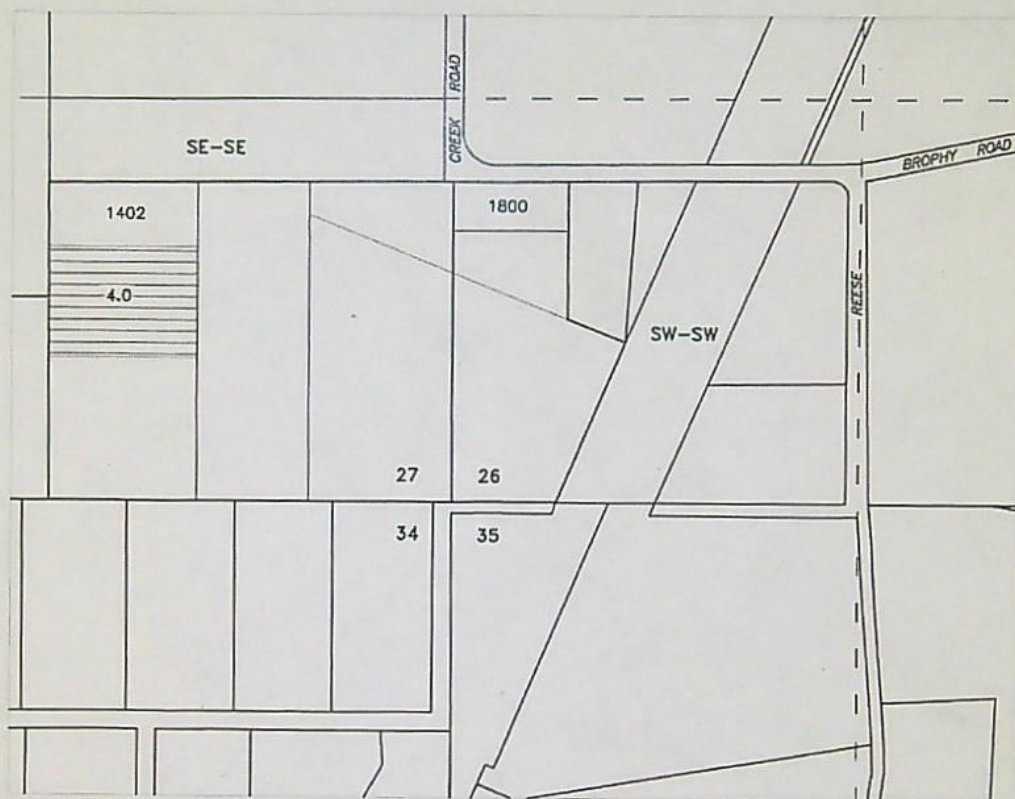 CREEK ROAD
SE-SE
BROPHY ROAD
1402
1800
4.0
REESE
SW-SW
27 26
34 35